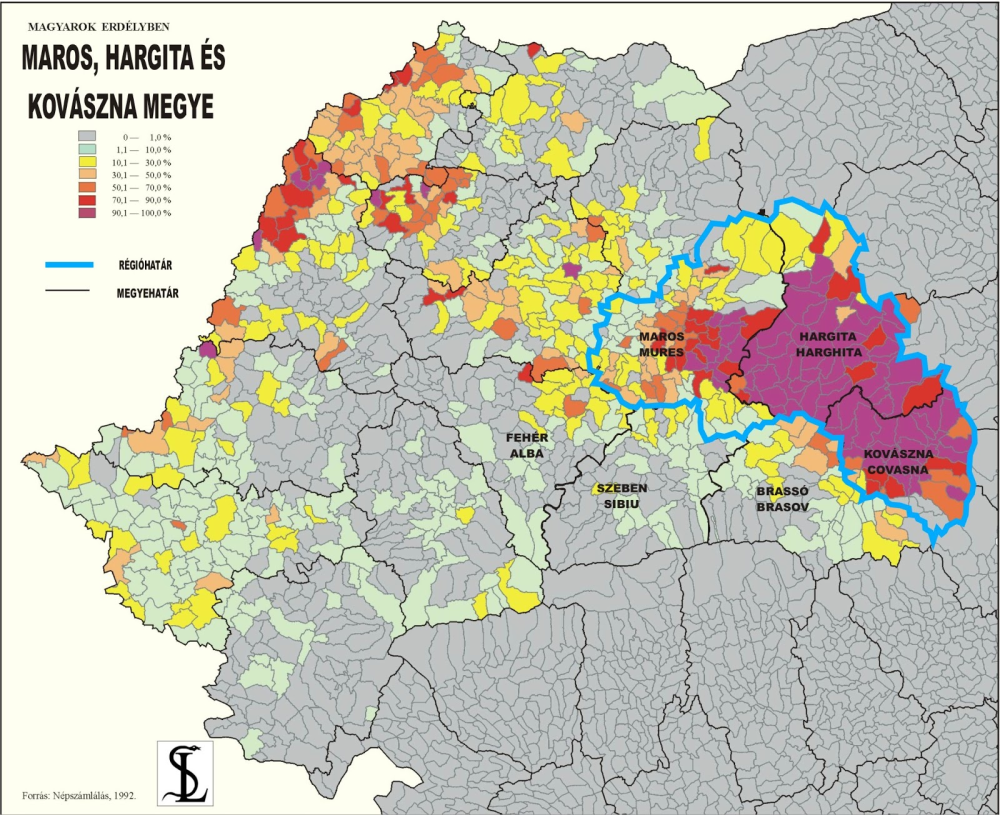 MAGYAROK ERDÉLYBEN
MAROS, HARGITA ÉS
KOVÁSZNA MEGYE
0 — 1,0 %
1,1 — 10,0 %
10,1 — 30,0 %
30,1 — 50,0 %
50,1 — 70,0 %
70,1 — 90,0 %
90,1 — 100,0 %
RÉGIÓHATÁR
MEGYEHATÁR
MAROS
MURES
HARGITA
HARGHITA
FEHÉR
ALBA
KOVÁSZNA
COVASNA
SZEBEN
SIBIU
BRASSÓ
BRASOV
SL
Forrás: Népszámlálás, 1992.